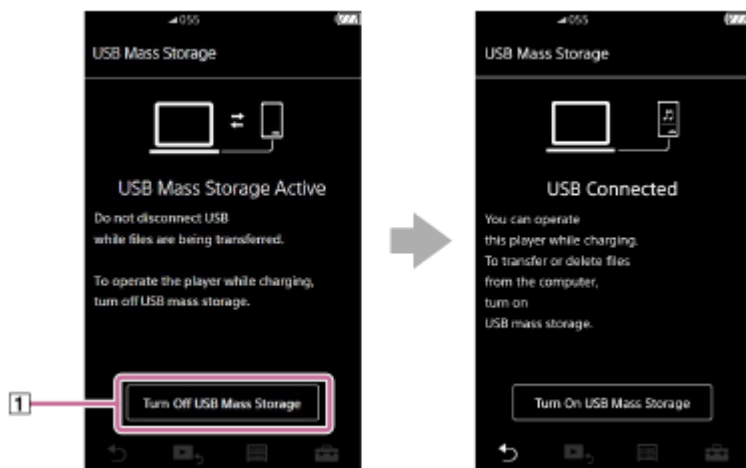 055
USB Mass Storage
USB Mass Storage Active
Do not disconnect USB
while files are being transferred.
To operate the player while charging,
turn off USB mass storage.
1
Turn Off USB Mass Storage
055
USB Mass Storage
USB Connected
You can operate
this player while charging.
To transfer or delete files
from the computer,
turn on
USB mass storage.
Turn On USB Mass Storage